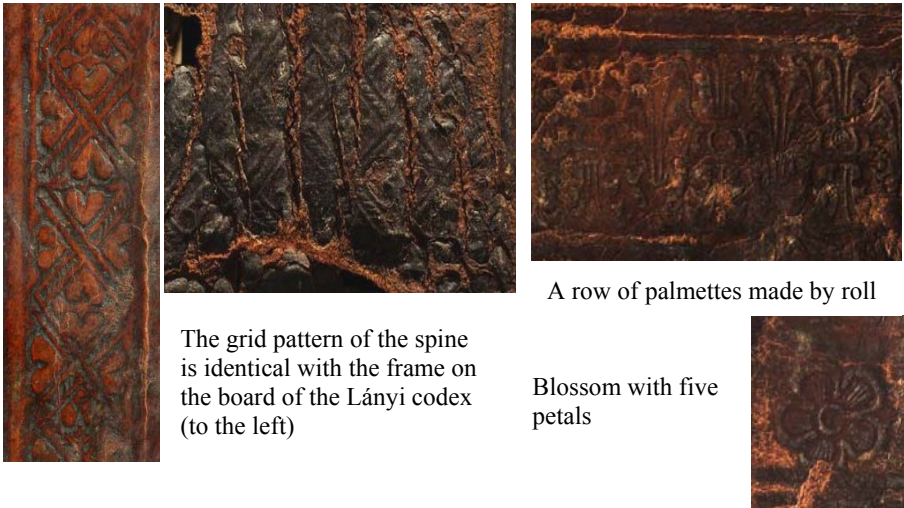 A row of palmettes made by roll
The grid pattern of the spine
is identical with the frame on
the board of the Lányi codex
(to the left)
Blossom with five
petals